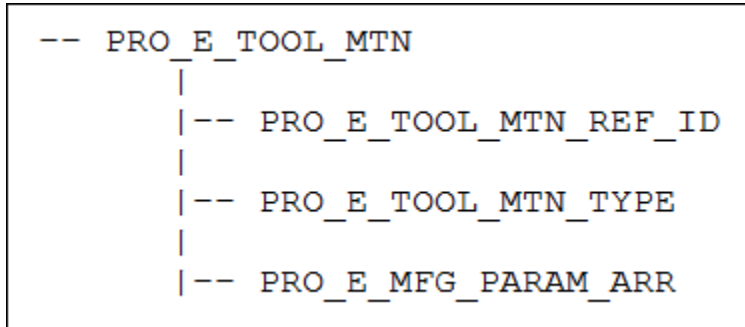 -- PRO_E_TOOL_MTN
|
|-- PRO_E_TOOL_MTN_REF_ID
|
|-- PRO_E_TOOL_MTN_TYPE
|
|-- PRO_E_MFG_PARAM_ARR